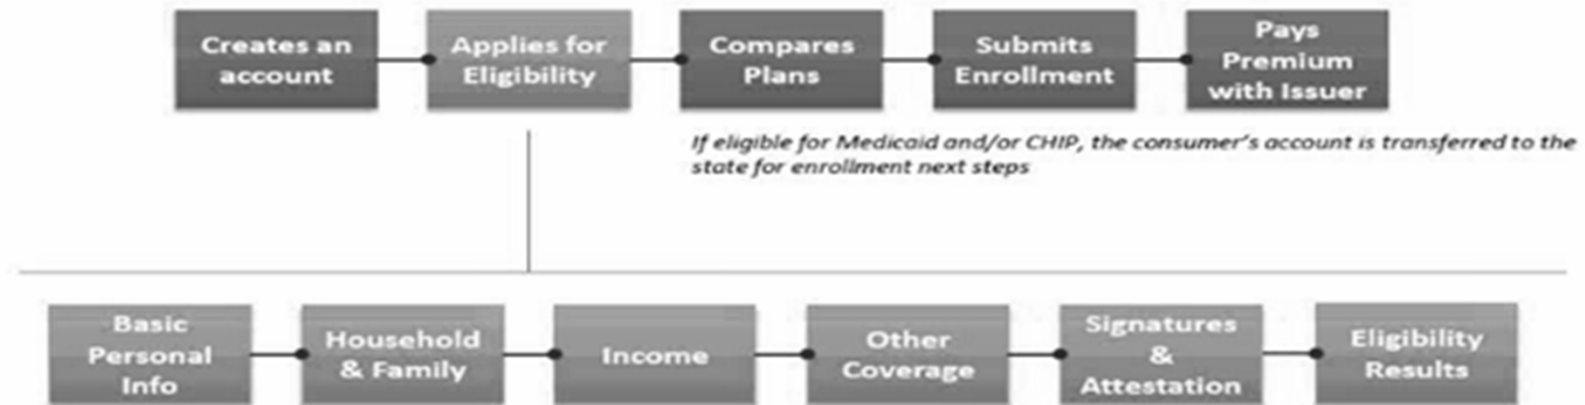 Creates an
account
Applies for
Eligibility
Compares
Plans
Submits
Enrollment
Pays
Premium
with Issuer
If eligible for Medicaid and/or CHIP, the consumer's account is transferred to the
state for enrollment next steps
Basic
Personal
Info
Household
& Family
Income
Other
Coverage
Signatures
&
Attestation
Eligibility
Results